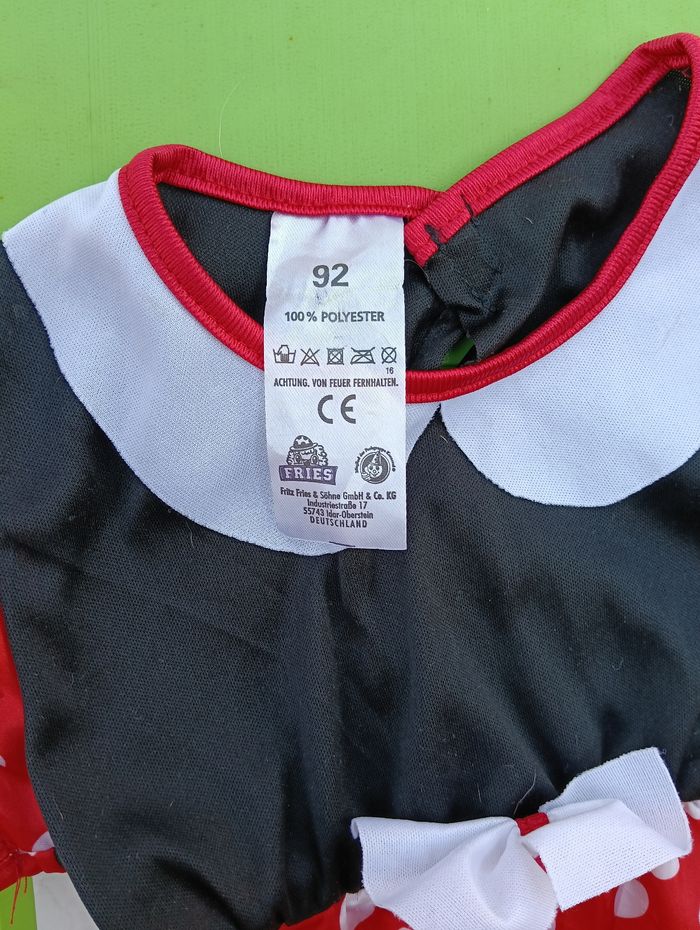 92
100 % POLYESTER
16
ACHTUNG. VON FEUER FERNHALTEN.
CE
FRIES
Fritz Fries & Söhne GmbH & Co. KG
Industriestraße 17
55743 Idar-Oberstein
DEUTSCHLAND